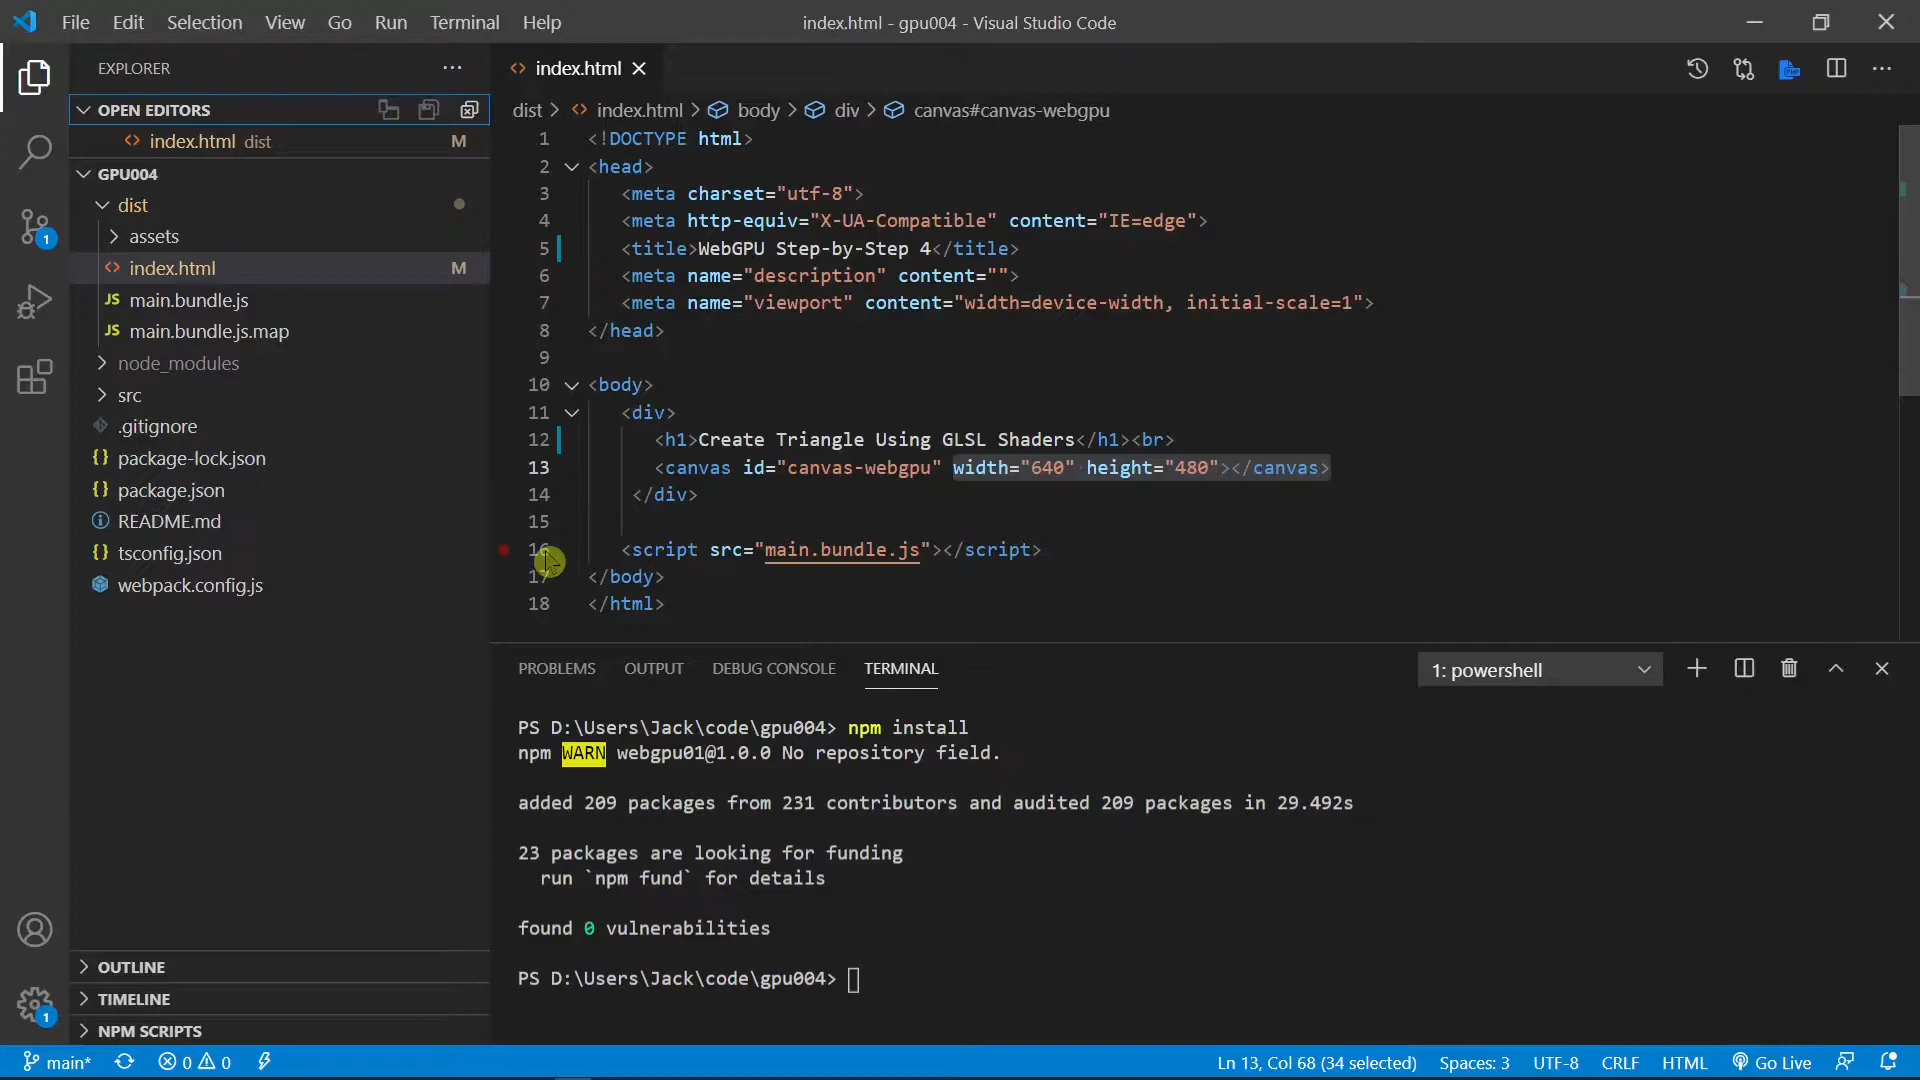 File Edit Selection View Go Run Terminal Help
index.html - gpu004 - Visual Studio Code
EXPLORER
OPEN EDITORS
index.html dist M
GPU004
dist
assets
index.html M
JS main.bundle.js
JS main.bundle.js.map
node_modules
src
.gitignore
{} package-lock.json
{} package.json
README.md
{} tsconfig.json
webpack.config.js
OUTLINE
TIMELINE
NPM SCRIPTS
1
1
index.html
dist > index.html > body > div > canvas#canvas-webgpu
1 <!DOCTYPE html>
2 <head>
3 <meta charset="utf-8">
4 <meta http-equiv="X-UA-Compatible" content="IE=edge">
5 <title>WebGPU Step-by-Step 4</title>
6 <meta name="description" content="">
7 <meta name="viewport" content="width=device-width, initial-scale=1">
8 </head>
9
10 <body>
11 <div>
12 <h1>Create Triangle Using GLSL Shaders</h1><br>
13 <canvas id="canvas-webgpu" width="640" height="480"></canvas>
14 </div>
15
16 <script src="main.bundle.js"></script>
17 </body>
18 </html>
PROBLEMS OUTPUT DEBUG CONSOLE TERMINAL
1: powershell
PS D:\Users\Jack\code\gpu004> npm install
npm WARN webgpu01@1.0.0 No repository field.
added 209 packages from 231 contributors and audited 209 packages in 29.492s
23 packages are looking for funding
run `npm fund` for details
found 0 vulnerabilities
PS D:\Users\Jack\code\gpu004>
main* 0 0
Ln 13, Col 68 (34 selected) Spaces: 3 UTF-8 CRLF HTML Go Live